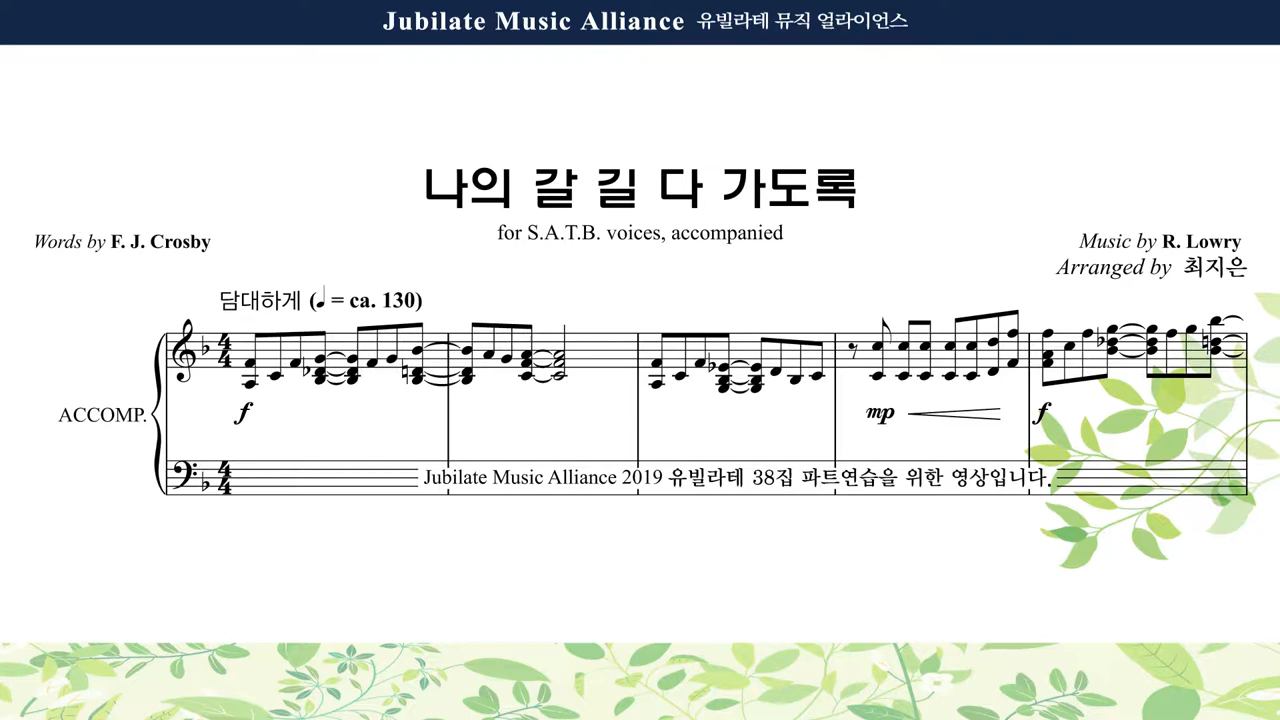 Jubilate Music Alliance 유빌라테 뮤직 얼라이언스
나의 갈 길 다 가도록
for S.A.T.B. voices, accompanied
Words by F. J. Crosby
Music by R. Lowry
Arranged by 최지은
담대하게 (♩ = ca. 130)
ACCOMP.
f
mp
f
Jubilate Music Alliance 2019 유빌라테 38집 파트연습을 위한 영상입니다.